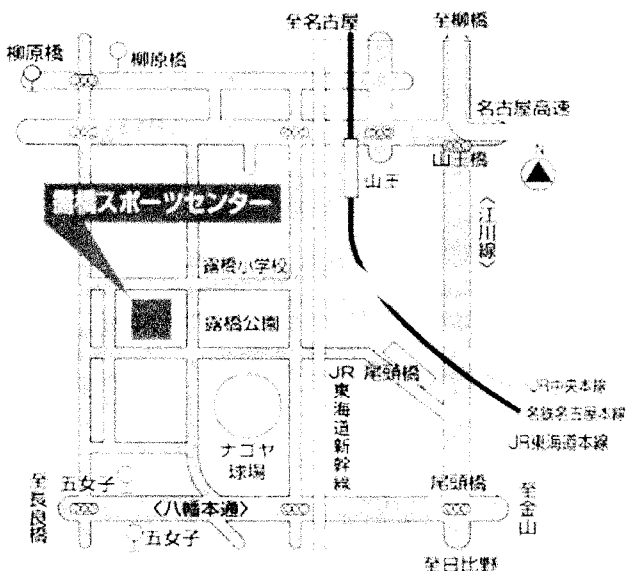 至名古屋
至柳橋
柳原橋
柳原橋
名古屋高速
山王橋
N
山王
〈江川線〉
露橋スポーツセンター
露橋小学校
露橋公園
JR東海道新幹線
尾頭橋
JR中央本線
名鉄名古屋本線
JR東海道本線
ナゴヤ
球場
至長良橋
五女子
〈八幡本通〉
尾頭橋
至金山
五女子
至日比野